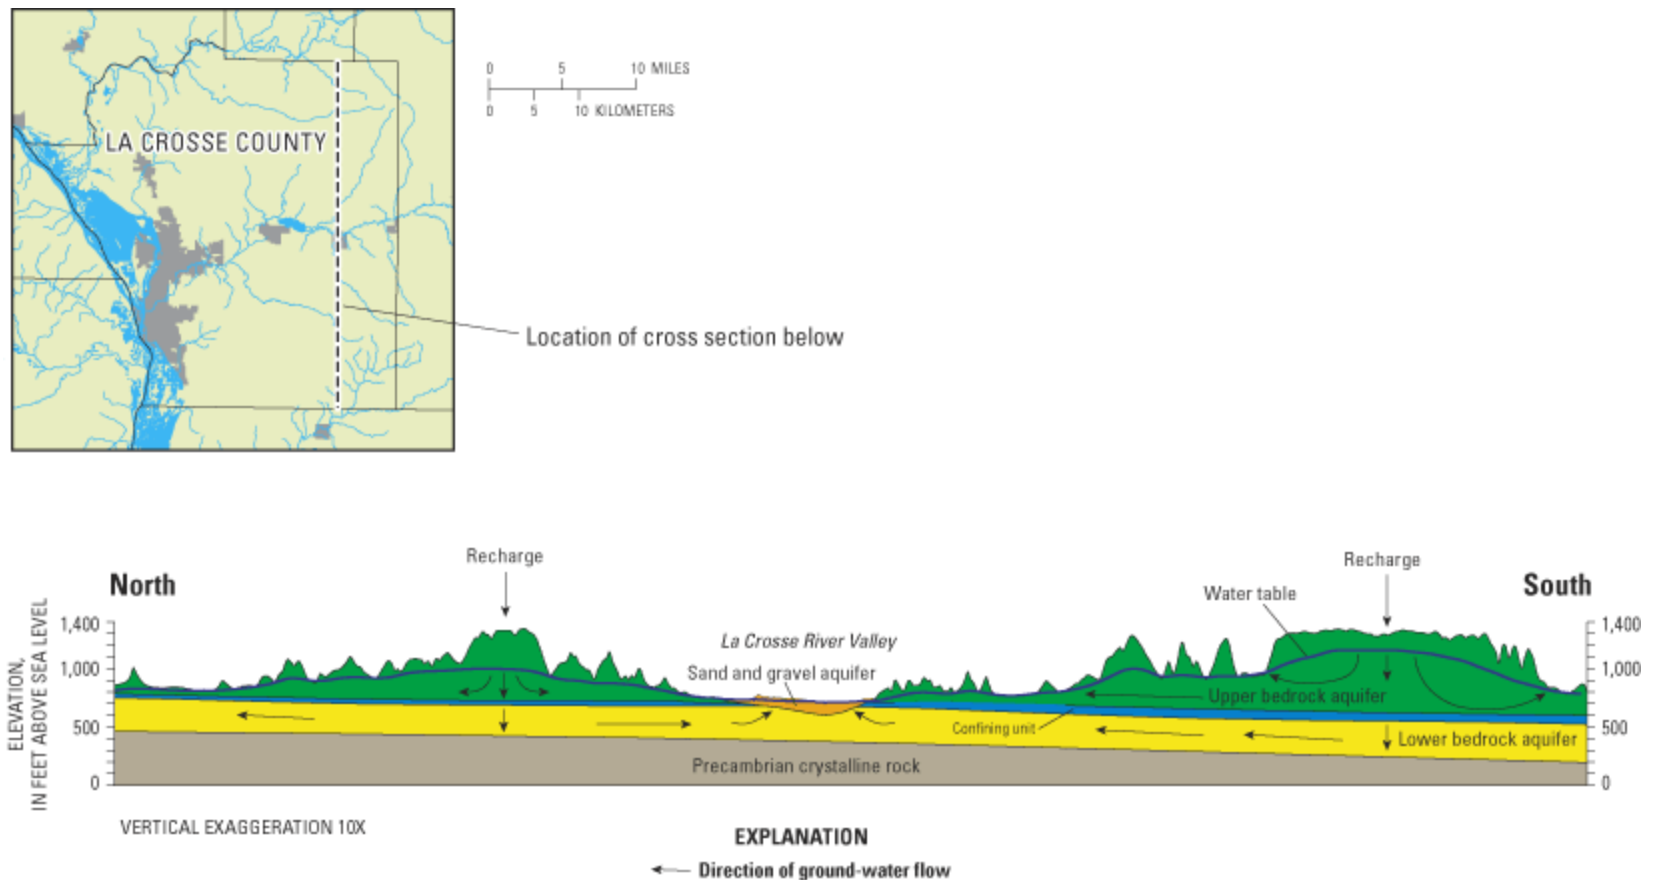 LA CROSSE COUNTY
0 5 10 MILES
0 5 10 KILOMETERS
Location of cross section below
North
South
ELEVATION,
IN FEET ABOVE SEA LEVEL
1,400
1,000
500
0
Recharge
La Crosse River Valley
Sand and gravel aquifer
Water table
Recharge
Upper bedrock aquifer
Confining unit
Lower bedrock aquifer
Precambrian crystalline rock
1,400
1,000
500
0
VERTICAL EXAGGERATION 10X
EXPLANATION
Direction of ground-water flow